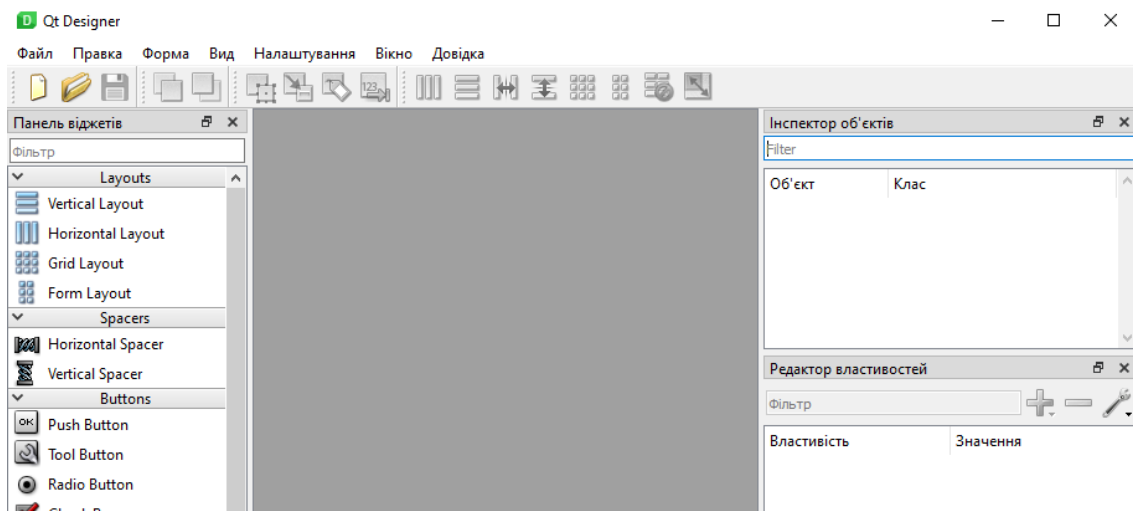 Qt Designer
Файл Правка Форма Вид Налаштування Вікно Довідка
123
Панель віджетів
Фільтр
Layouts
Vertical Layout
Horizontal Layout
Grid Layout
Form Layout
Spacers
Horizontal Spacer
Vertical Spacer
Buttons
OK Push Button
Tool Button
Radio Button
Інспектор об'єктів
Filter
Об'єкт Клас
Редактор властивостей
Фільтр
Властивість Значення